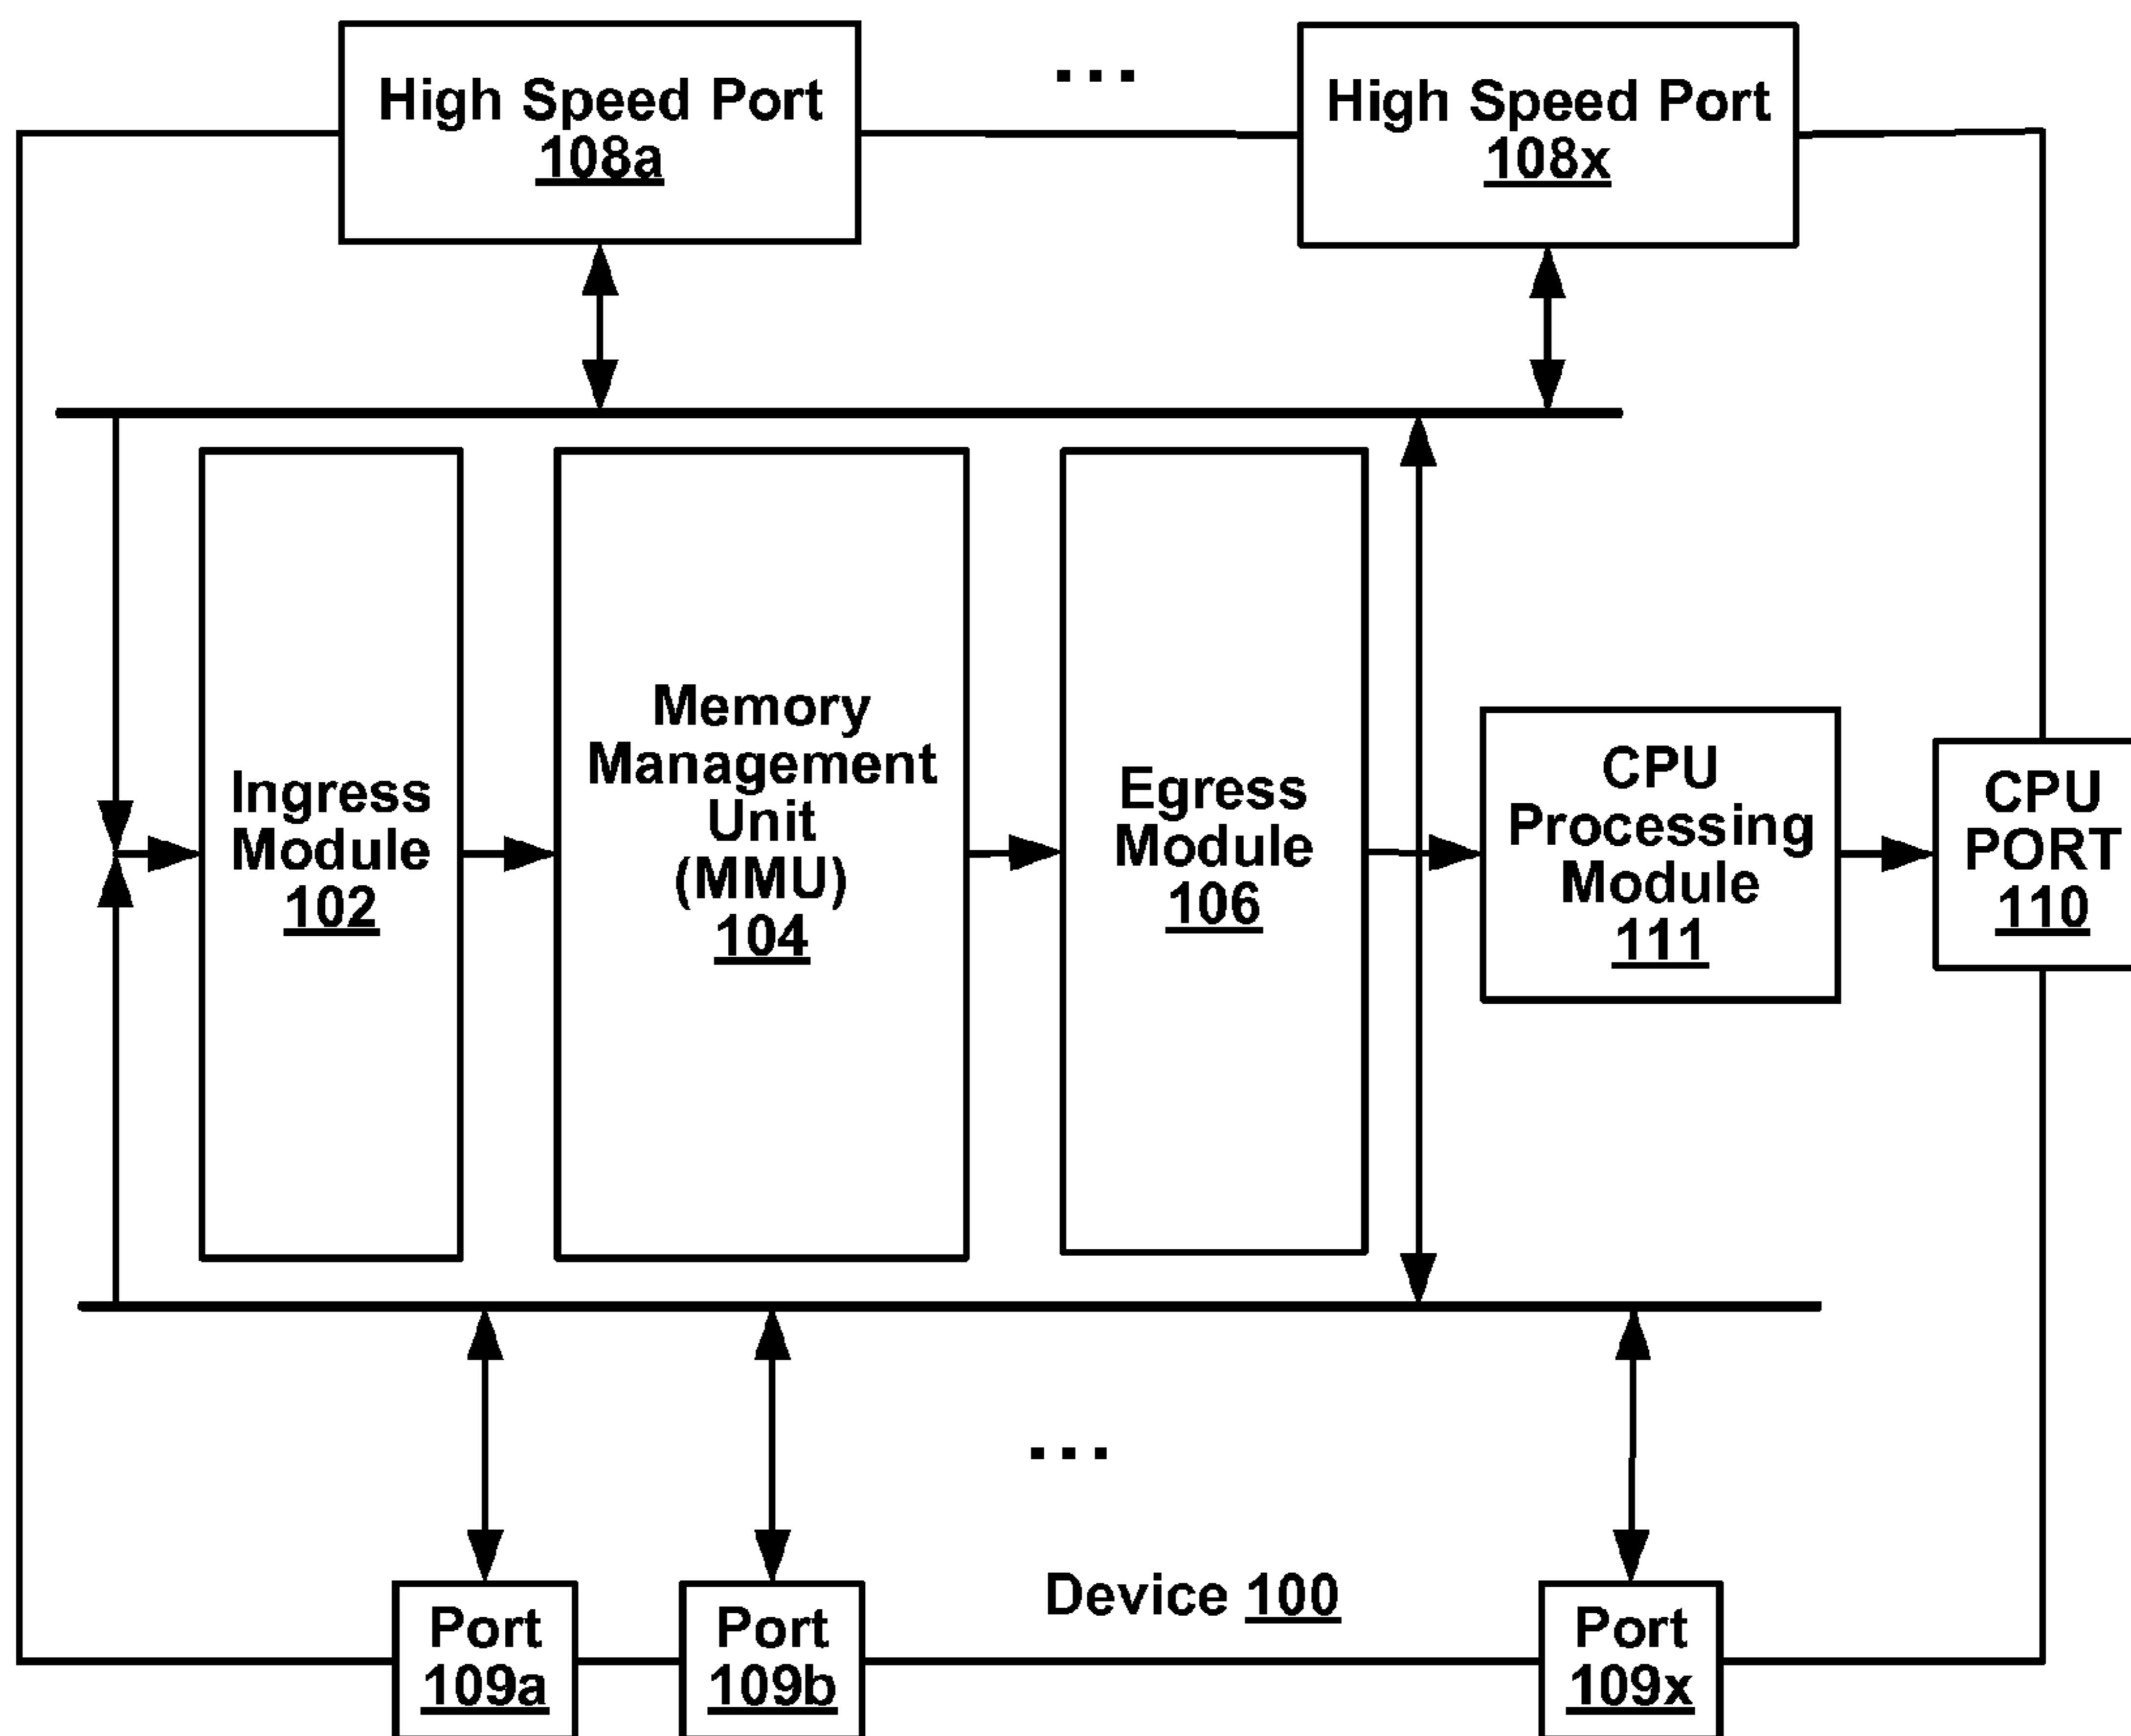 High Speed Port
108a
...
High Speed Port
108x
Ingress
Module
102
Memory
Management
Unit
(MMU)
104
Egress
Module
106
CPU
Processing
Module
111
CPU
PORT
110
...
Device 100
Port
109a
Port
109b
Port
109x